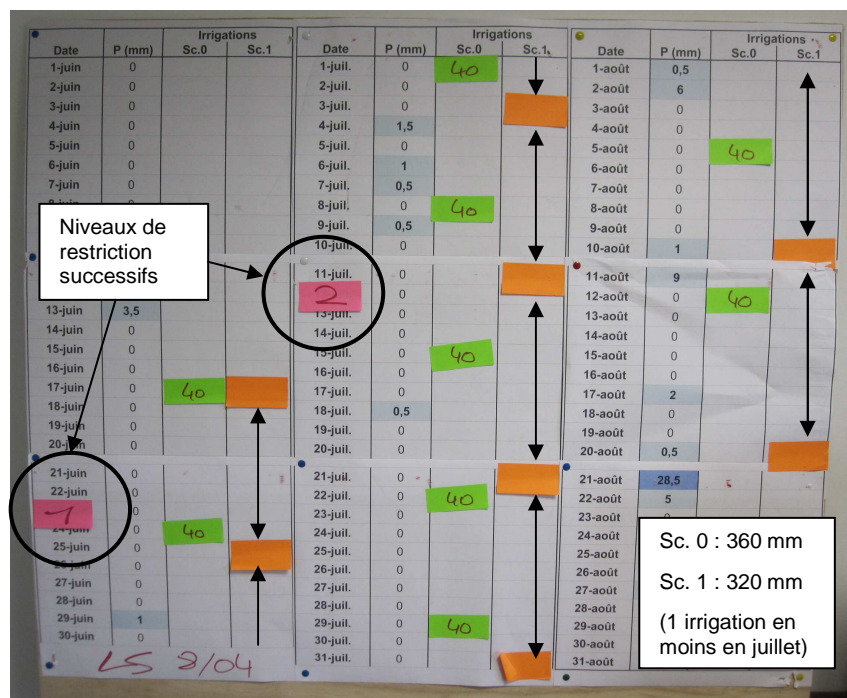 Irrigations
Date P (mm) Sc.0 Sc.1
1-juin 0
2-juin 0
3-juin 0
4-juin 0
5-juin 0
6-juin 0
7-juin 0
Niveaux de
restriction
successifs
13-juin 3,5
14-juin 0
15-juin 0
16-juin 0
17-juin 0 40
18-juin 0
19-juin 0
20-juin 0
21-juin 0
22-juin 0
1 0
24-juin 0 40
25-juin 0
26-juin 0
27-juin 0
28-juin 0
29-juin 1
30-juin 0
LS 8/04
Irrigations
Date P (mm) Sc.0 Sc.1
1-juil. 0 40
2-juil. 0
3-juil. 0
4-juil. 1,5
5-juil. 0
6-juil. 1
7-juil. 0,5
8-juil. 0 40
9-juil. 0,5
10-juil. 0
11-juil. 0
2 0
13-juil. 0
14-juil. 0
15-juil. 0 40
16-juil. 0
17-juil. 0
18-juil. 0,5
19-juil. 0
20-juil. 0
21-juil. 0
22-juil. 0 40
23-juil. 0
24-juil. 0
25-juil. 0
26-juil. 0
27-juil. 0
28-juil. 0
29-juil. 0 40
30-juil. 0
31-juil. 0
Irrigations
Date P (mm) Sc.0 Sc.1
1-août 0,5
2-août 6
3-août 0
4-août 0
5-août 0 40
6-août 0
7-août 0
8-août 0
9-août 0
10-août 1
11-août 9
12-août 0 40
13-août 0
14-août 0
15-août 0
16-août 0
17-août 2
18-août 0
19-août 0
20-août 0,5
21-août 28,5
22-août 5
23-août 0
24-août
25-août
26-août
27-août
28-août
29-août
30-août
31-août
Sc. 0 : 360 mm
Sc. 1 : 320 mm
(1 irrigation en
moins en juillet)